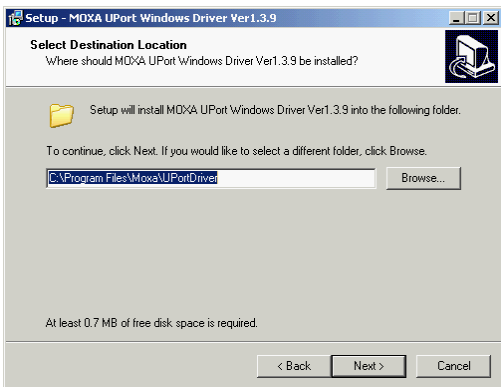 Setup - MOXA UPort Windows Driver Ver1.3.9
Select Destination Location
Where should MOXA UPort Windows Driver Ver1.3.9 be installed?
Setup will install MOXA UPort Windows Driver Ver1.3.9 into the following folder.
To continue, click Next. If you would like to select a different folder, click Browse.
C:\Program Files\Moxa\UPortDriver
Browse...
At least 0.7 MB of free disk space is required.
< Back
Next >
Cancel